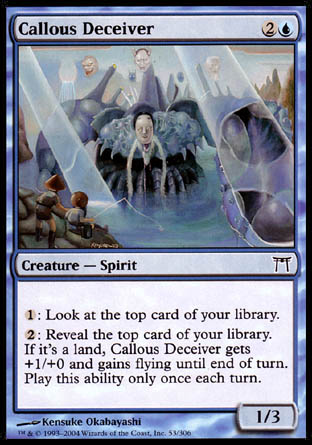 Callous Deceiver 2
Creature — Spirit
1: Look at the top card of your library.
2: Reveal the top card of your library.
If it's a land, Callous Deceiver gets
+1/+0 and gains flying until end of turn.
Play this ability only once each turn.
Kensuke Okabayashi
™ & © 1993–2004 Wizards of the Coast, Inc. 53/306
1/3